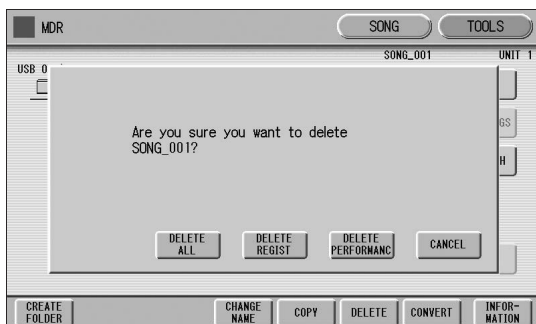 MDR
SONG
TOOLS
SONG_001
UNIT 1
USB 0
GS
H
Are you sure you want to delete
SONG_001?
DELETE
ALL
DELETE
REGIST
DELETE
PERFORMANC
CANCEL
CREATE
FOLDER
CHANGE
NAME
COPY
DELETE
CONVERT
INFOR-
MATION